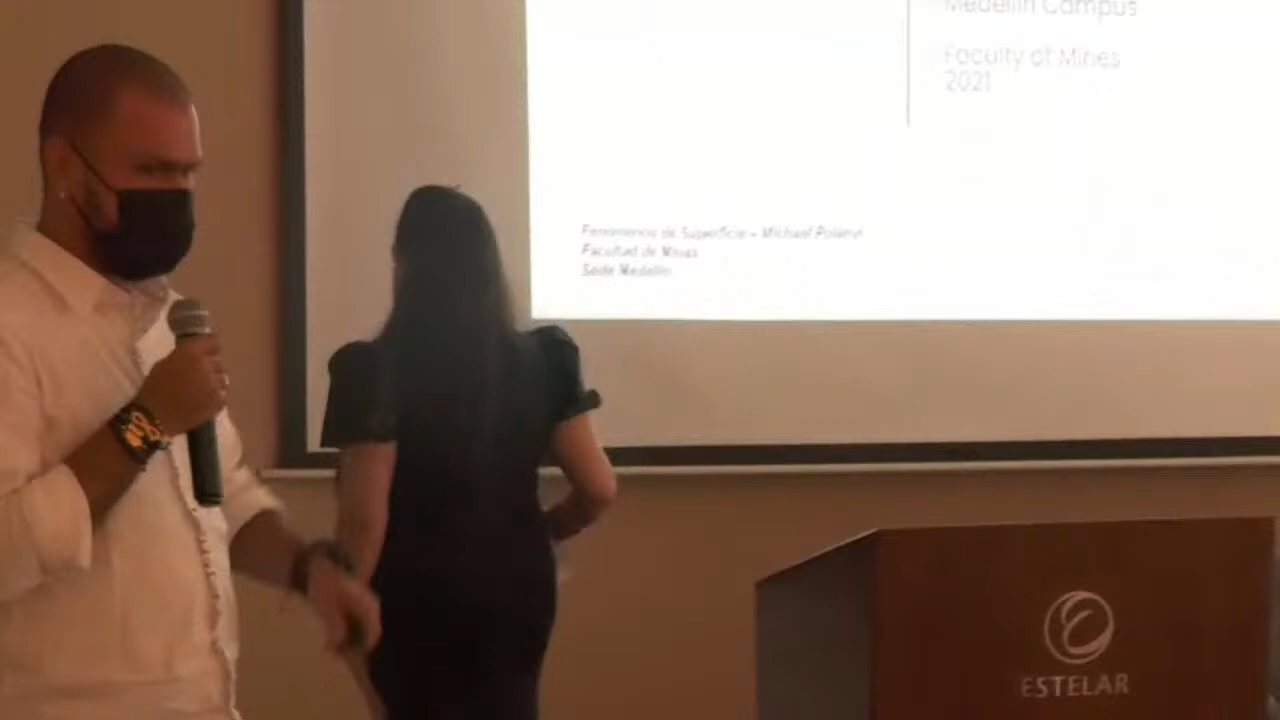 Medellín Campus
Faculty of Mines
2021
Fenómenos de Superficie – Michael Polanyi
Facultad de Minas
Sede Medellín
ESTELAR